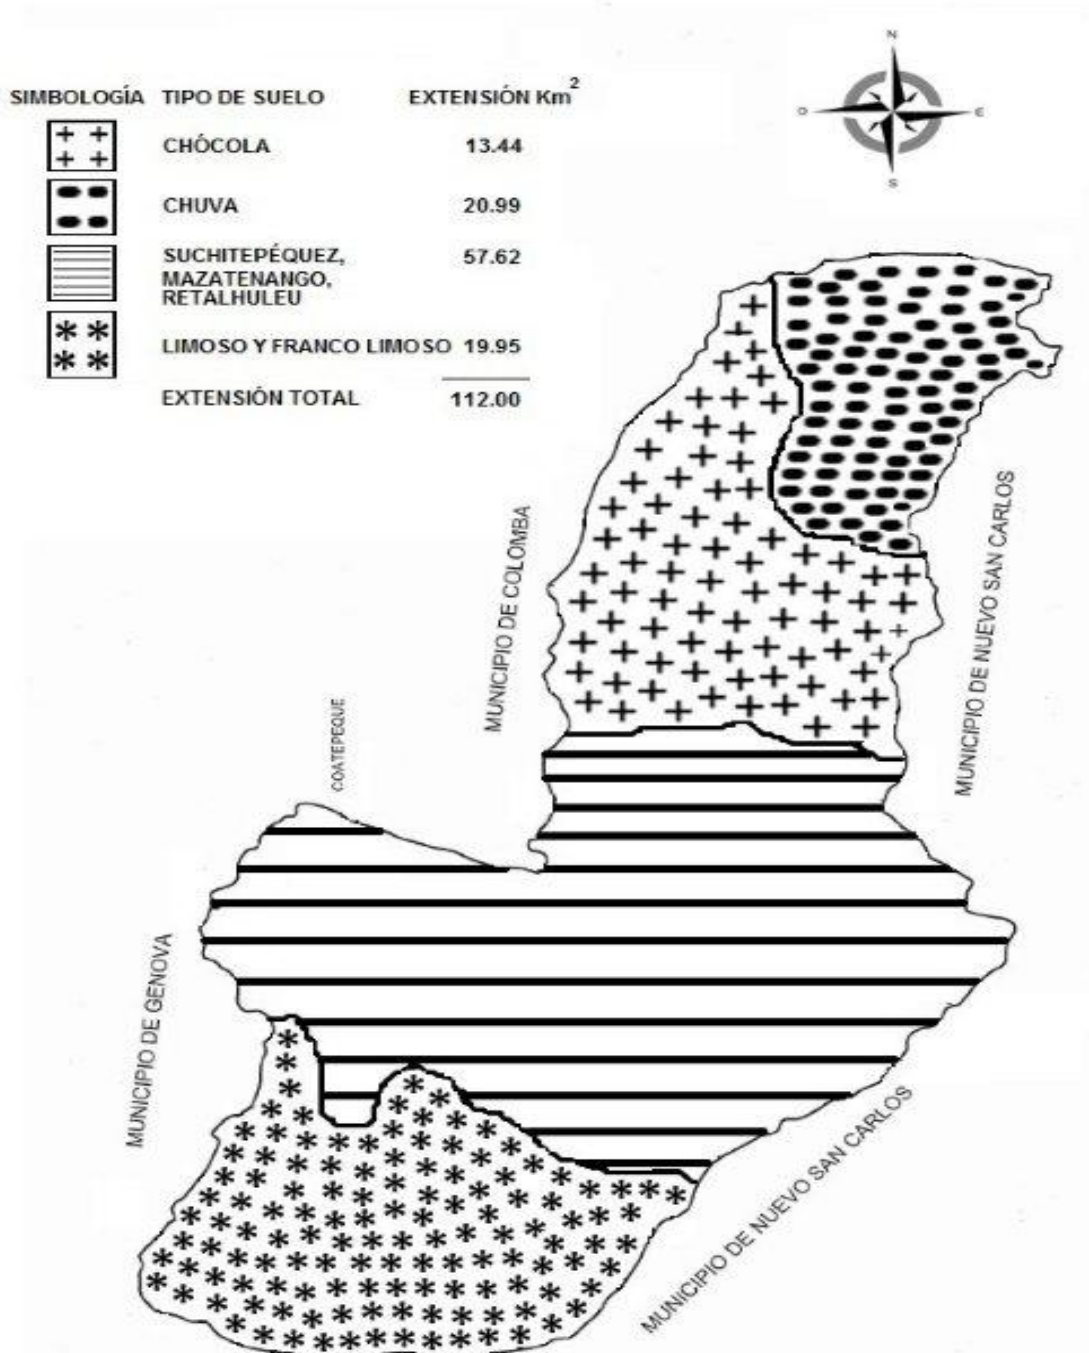 N
O
E
S
SIMBOLOGÍA TIPO DE SUELO EXTENSIÓN Km²
CHÓCOLA 13.44
CHUVA 20.99
SUCHITEPÉQUEZ, 57.62
MAZATENANGO,
RETALHULEU
LIMOSO Y FRANCO LIMOSO 19.95
EXTENSIÓN TOTAL 112.00
MUNICIPIO DE COLOMBA
MUNICIPIO DE NUEVO SAN CARLOS
COATEPEQUE
MUNICIPIO DE GENOVA
MUNICIPIO DE NUEVO SAN CARLOS